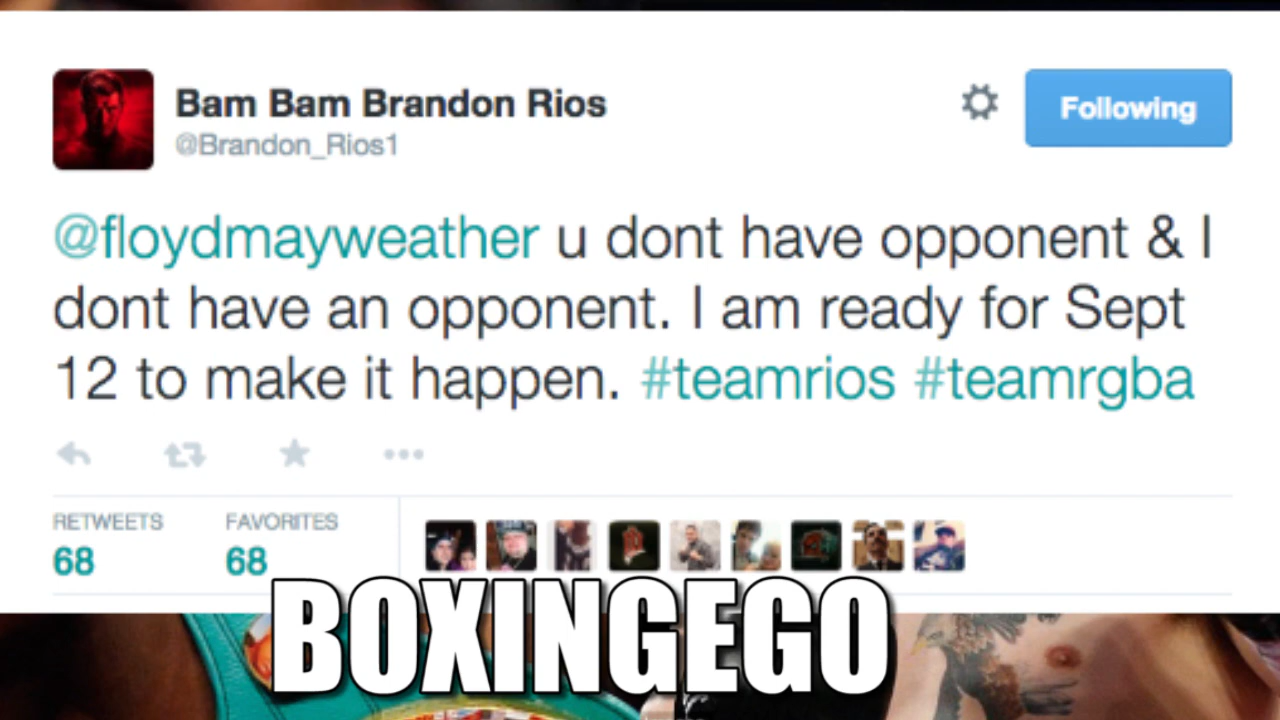 Bam Bam Brandon Rios
@Brandon_Rios1
Following
@floydmayweather u dont have opponent & I
dont have an opponent. I am ready for Sept
12 to make it happen. #teamrios #teamrgba
RETWEETS
FAVORITES
68
68
BOXINGEGO